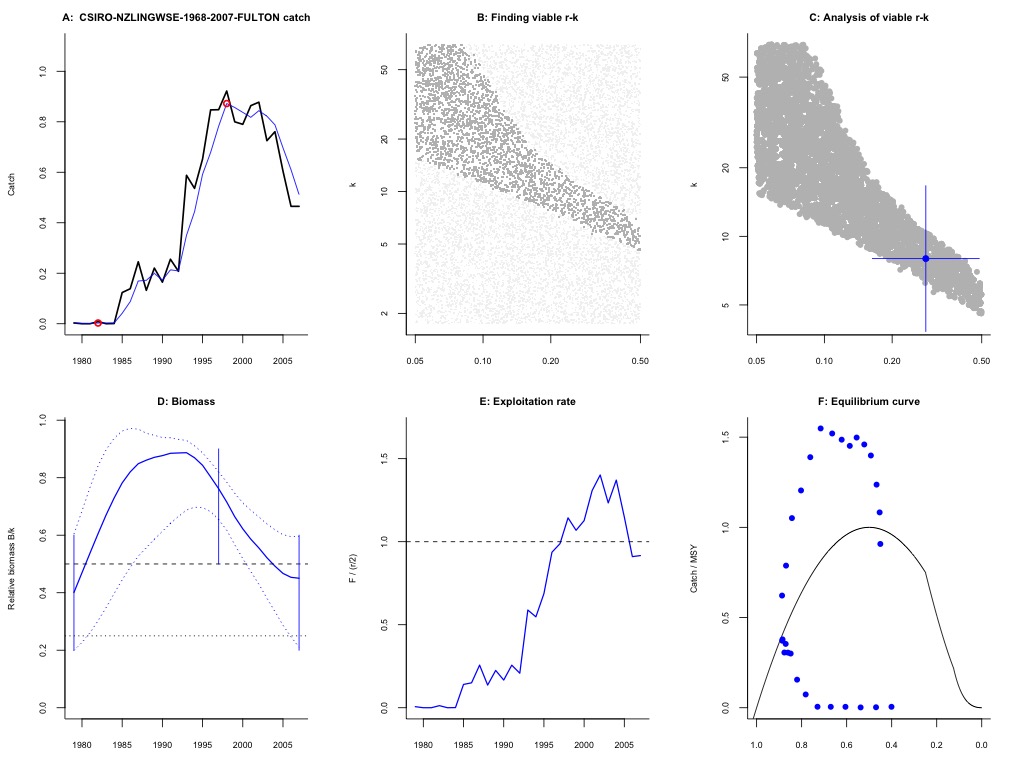 A:  CSIRO-NZLINGWSE-1968-2007-FULTON catch
Catch
1.0
0.8
0.6
0.4
0.2
0.0
1980 1985 1990 1995 2000 2005
B: Finding viable r-k
k
50
20
10
5
2
0.05 0.10 0.20 0.50
C: Analysis of viable r-k
k
50
20
10
5
0.05 0.10 0.20 0.50
D: Biomass
Relative biomass B/k
1.0
0.8
0.6
0.4
0.2
0.0
1980 1985 1990 1995 2000 2005
E: Exploitation rate
F / (r/2)
1.5
1.0
0.5
0.0
1980 1985 1990 1995 2000 2005
F: Equilibrium curve
Catch / MSY
1.5
1.0
0.5
0.0
1.0 0.8 0.6 0.4 0.2 0.0